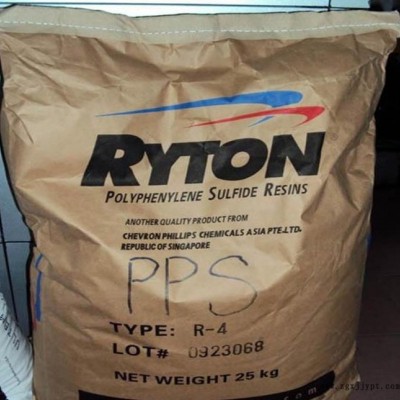 RYTON
POLYPHENYLENE SULFIDE RESINS
ANOTHER QUALITY PRODUCT FROM
CHEVRON PHILLIPS CHEMICALS ASIA PTE-LTD.
REPUBLIC OF SINGAPORE
PPS
TYPE: R-4
LOT# 0923068
NET WEIGHT 25 kg